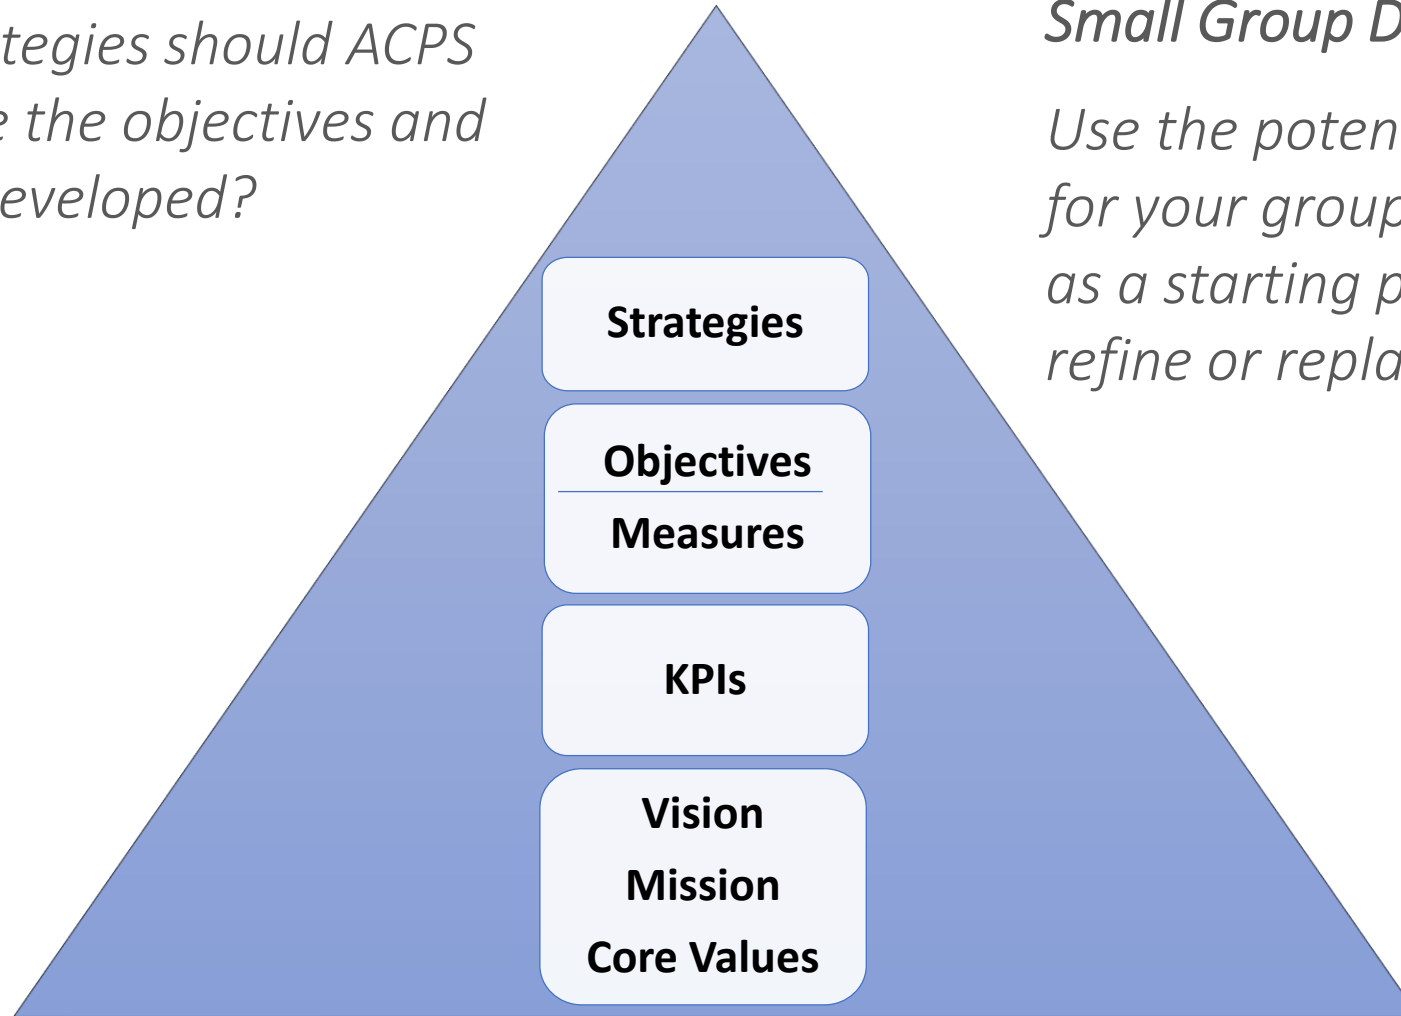 tegies should ACPS
e the objectives and
eveloped?
Small Group D
Use the poten
for your group
as a starting p
refine or repla
Strategies
Objectives
Measures
KPIs
Vision
Mission
Core Values